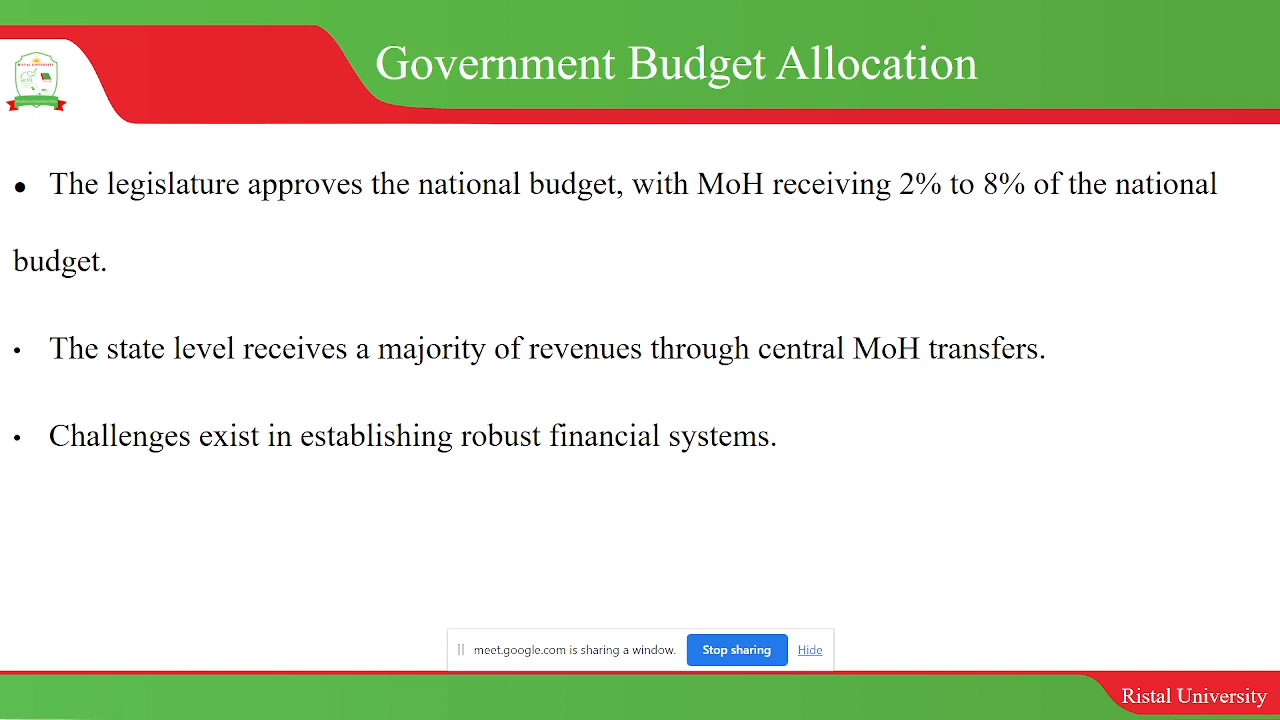 Government Budget Allocation
RISTAL UNIVERSITY
• The legislature approves the national budget, with MoH receiving 2% to 8% of the national
budget.
• The state level receives a majority of revenues through central MoH transfers.
• Challenges exist in establishing robust financial systems.
meet.google.com is sharing a window. Stop sharing Hide
Ristal University